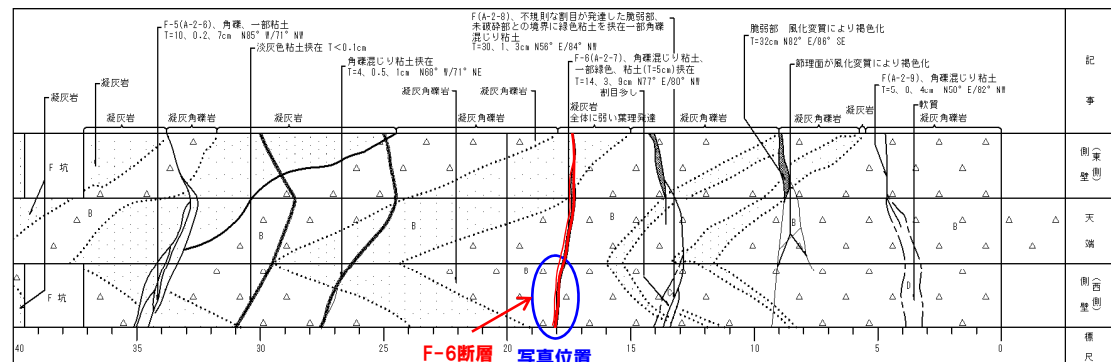 F-5(A-2-6)、角礫、一部粘土
T=10、0.2、7cm N85°W/71°NW
淡灰色粘土挟在 T<0.1cm
角礫混じり粘土挟在
T=4、0.5、1cm N68°W/71°NE
F(A-2-8)、不規則な割目が発達した脆弱部、
未破砕部との境界に緑色粘土を挟在一部角礫
混じり粘土
T=30、1、3cm N56°E/84°NW
F-6(A-2-7)、角礫混じり粘土、
一部緑色、粘土(T=5cm)挟在
T=14、3、9cm N77°E/80°NW
割目多し
脆弱部 風化変質により褐色化
T=32cm N82°E/86°SE
節理面が風化変質により褐色化
F(A-2-9)、角礫混じり粘土
T=5、0、4cm N50°E/82°NW
軟質
記事
凝灰岩
凝灰岩
凝灰岩
凝灰角礫岩
凝灰岩
凝灰角礫岩
凝灰角礫岩
凝灰角礫岩
凝灰岩
全体に弱い葉理発達
凝灰角礫岩
凝灰角礫岩
凝灰岩
凝灰角礫岩
F坑
側壁(東側)
B
B
B
B
B
B
天端
F坑
B
D
D
側壁(西側)
40
35
30
25
20
15
10
5
0
標尺
F-6断層
写真位置